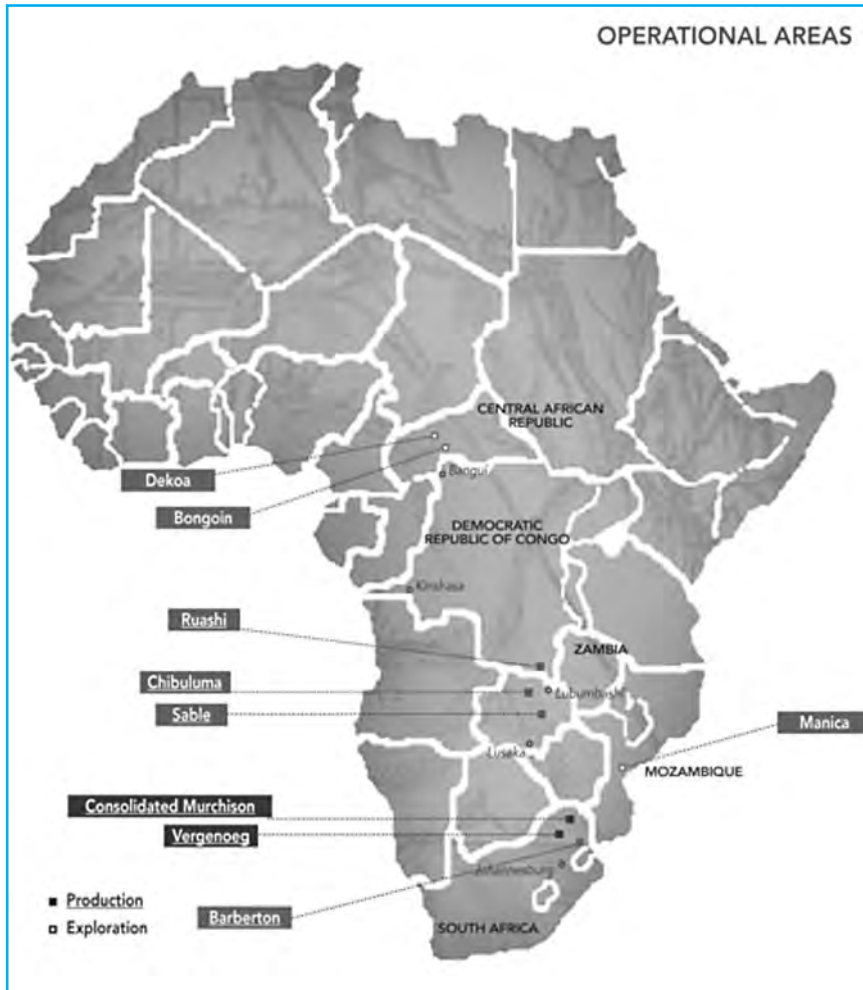 OPERATIONAL AREAS
CENTRAL AFRICAN
REPUBLIC
Dekoa
Bangui
Bongoin
DEMOCRATIC
REPUBLIC OF CONGO
Kinshasa
Ruashi
ZAMBIA
Chibuluma
Lubumbashi
Sable
Manica
Lusaka
MOZAMBIQUE
Consolidated Murchison
Vergenoeg
Johannesburg
Production
Barberton
Exploration
SOUTH AFRICA